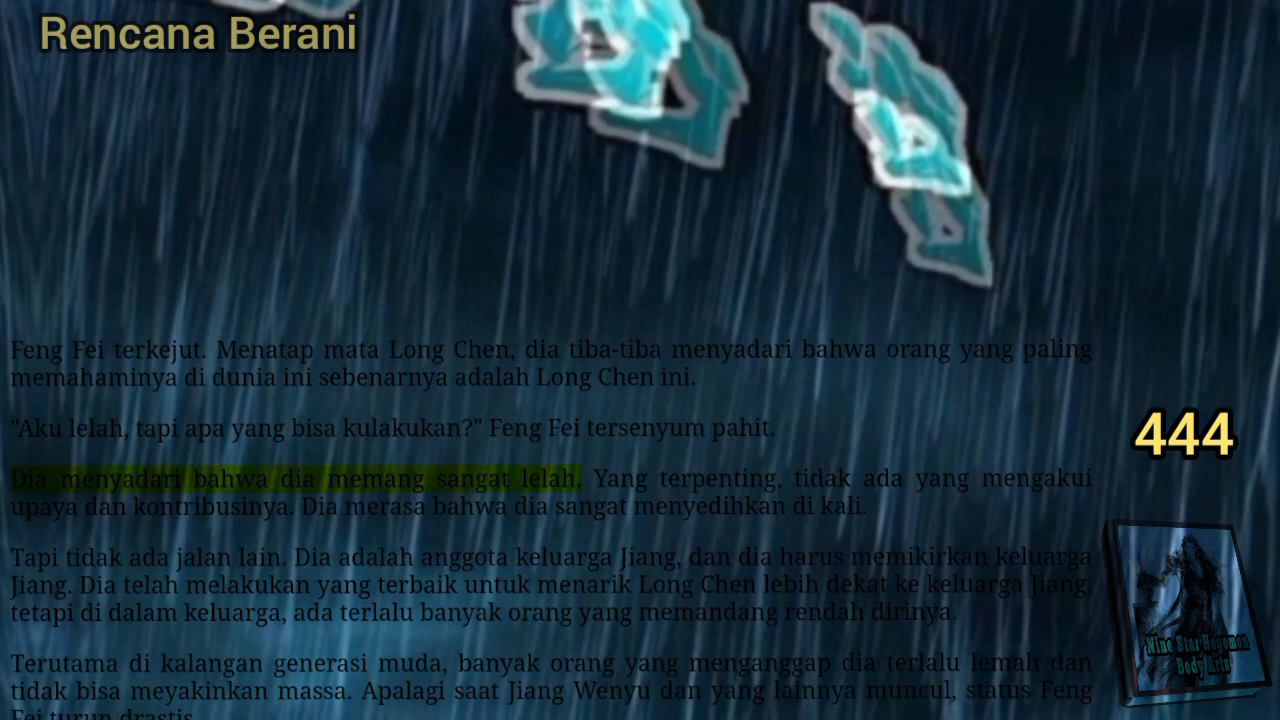 Rencana Berani
Feng Fei terkejut. Menatap mata Long Chen, dia tiba-tiba menyadari bahwa orang yang paling
memahaminya di dunia ini sebenarnya adalah Long Chen ini.
"Aku lelah, tapi apa yang bisa kulakukan?" Feng Fei tersenyum pahit.
Dia menyadari bahwa dia memang sangat lelah. Yang terpenting, tidak ada yang mengakui
upaya dan kontribusinya. Dia merasa bahwa dia sangat menyedihkan di kali.
Tapi tidak ada jalan lain. Dia adalah anggota keluarga Jiang, dan dia harus memikirkan keluarga
Jiang. Dia telah melakukan yang terbaik untuk menarik Long Chen lebih dekat ke keluarga Jiang,
tetapi di dalam keluarga, ada terlalu banyak orang yang memandang rendah dirinya.
Terutama di kalangan generasi muda, banyak orang yang menganggap dia terlalu lemah dan
tidak bisa meyakinkan massa. Apalagi saat Jiang Wenyu dan yang lainnya muncul, status Feng
Fei turun drastis.
444
Nine Star Hegemon
Body Arts